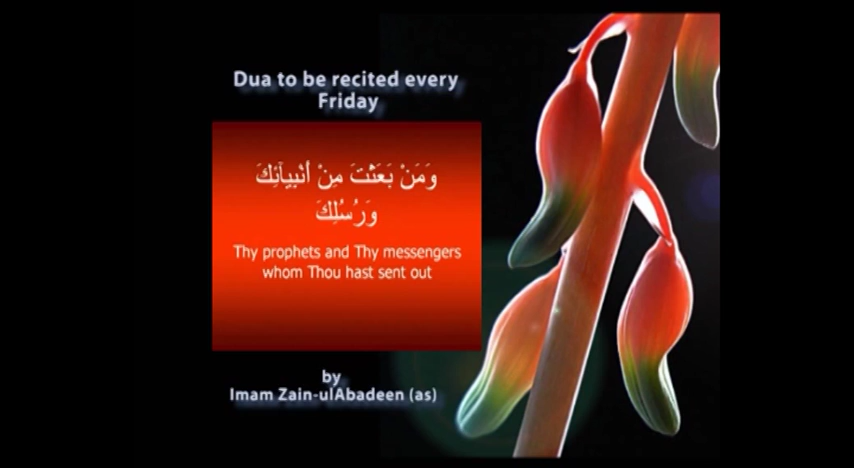 Dua to be recited every
Friday
وَمَنْ بَعَثْتَ مِنْ أَنْبِيَآئِكَ
وَرُسُلِكَ
Thy prophets and Thy messengers
whom Thou hast sent out
by
Imam Zain-ulAbadeen (as)